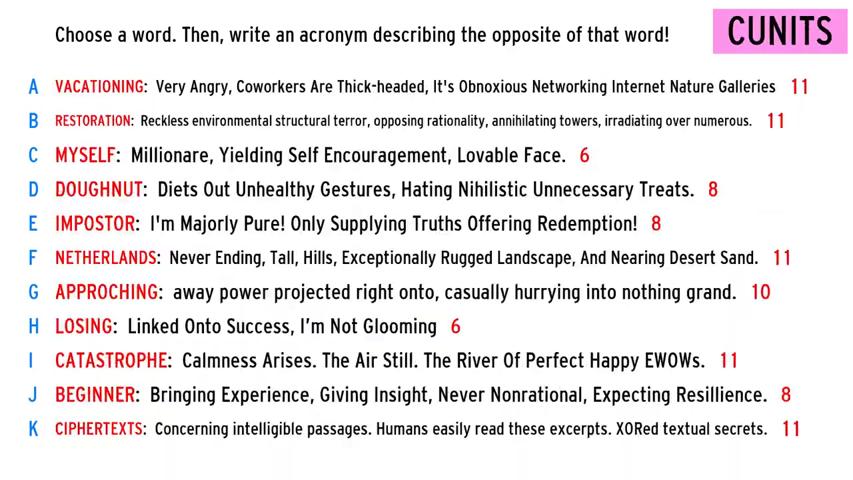 Choose a word. Then, write an acronym describing the opposite of that word! CUNITS
A VACATIONING: Very Angry, Coworkers Are Thick-headed, It's Obnoxious Networking Internet Nature Galleries 11
B RESTORATION: Reckless environmental structural terror, opposing rationality, annihilating towers, irradiating over numerous. 11
C MYSELF: Millionare, Yielding Self Encouragement, Lovable Face. 6
D DOUGHNUT: Diets Out Unhealthy Gestures, Hating Nihilistic Unnecessary Treats. 8
E IMPOSTOR: I'm Majorly Pure! Only Supplying Truths Offering Redemption! 8
F NETHERLANDS: Never Ending, Tall, Hills, Exceptionally Rugged Landscape, And Nearing Desert Sand. 11
G APPROCHING: away power projected right onto, casually hurrying into nothing grand. 10
H LOSING: Linked Onto Success, I'm Not Glooming 6
I CATASTROPHE: Calmness Arises. The Air Still. The River Of Perfect Happy EWOWs. 11
J BEGINNER: Bringing Experience, Giving Insight, Never Nonrational, Expecting Resillience. 8
K CIPHERTEXTS: Concerning intelligible passages. Humans easily read these excerpts. XORed textual secrets. 11